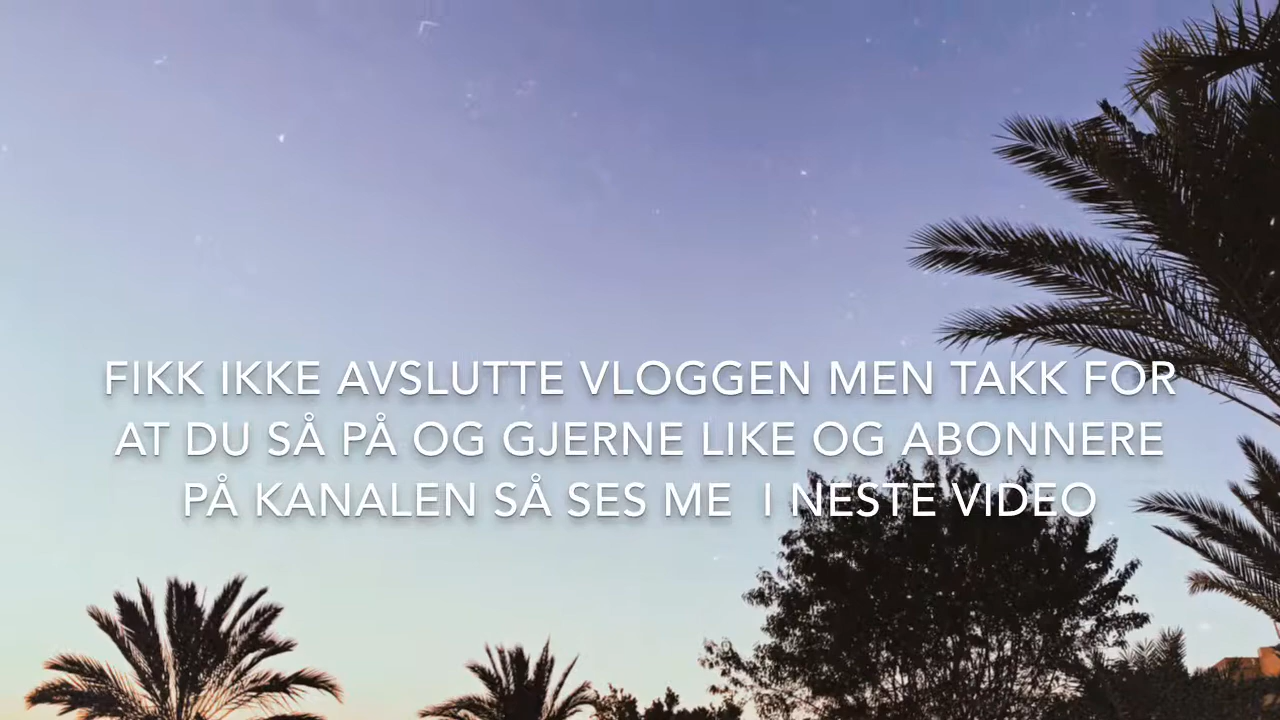 FIKK IKKE AVSLUTTE VLOGGEN MEN TAKK FOR
AT DU SÅ PÅ OG GJERNE LIKE OG ABONNERE
PÅ KANALEN SÅ SES ME  I NESTE VIDEO